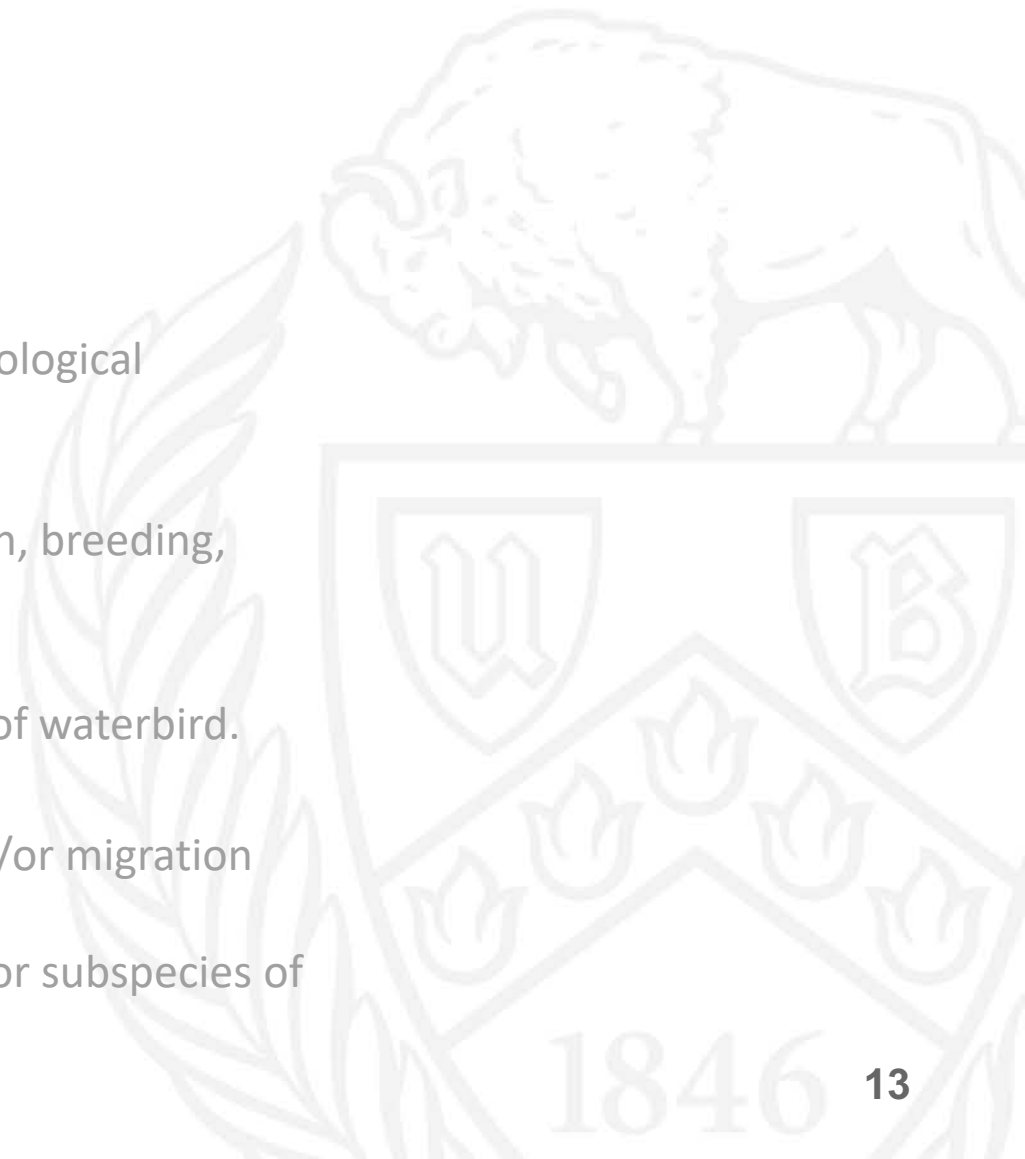 ological
n, breeding,
of waterbird.
/or migration
or subspecies of
U B
1846
13